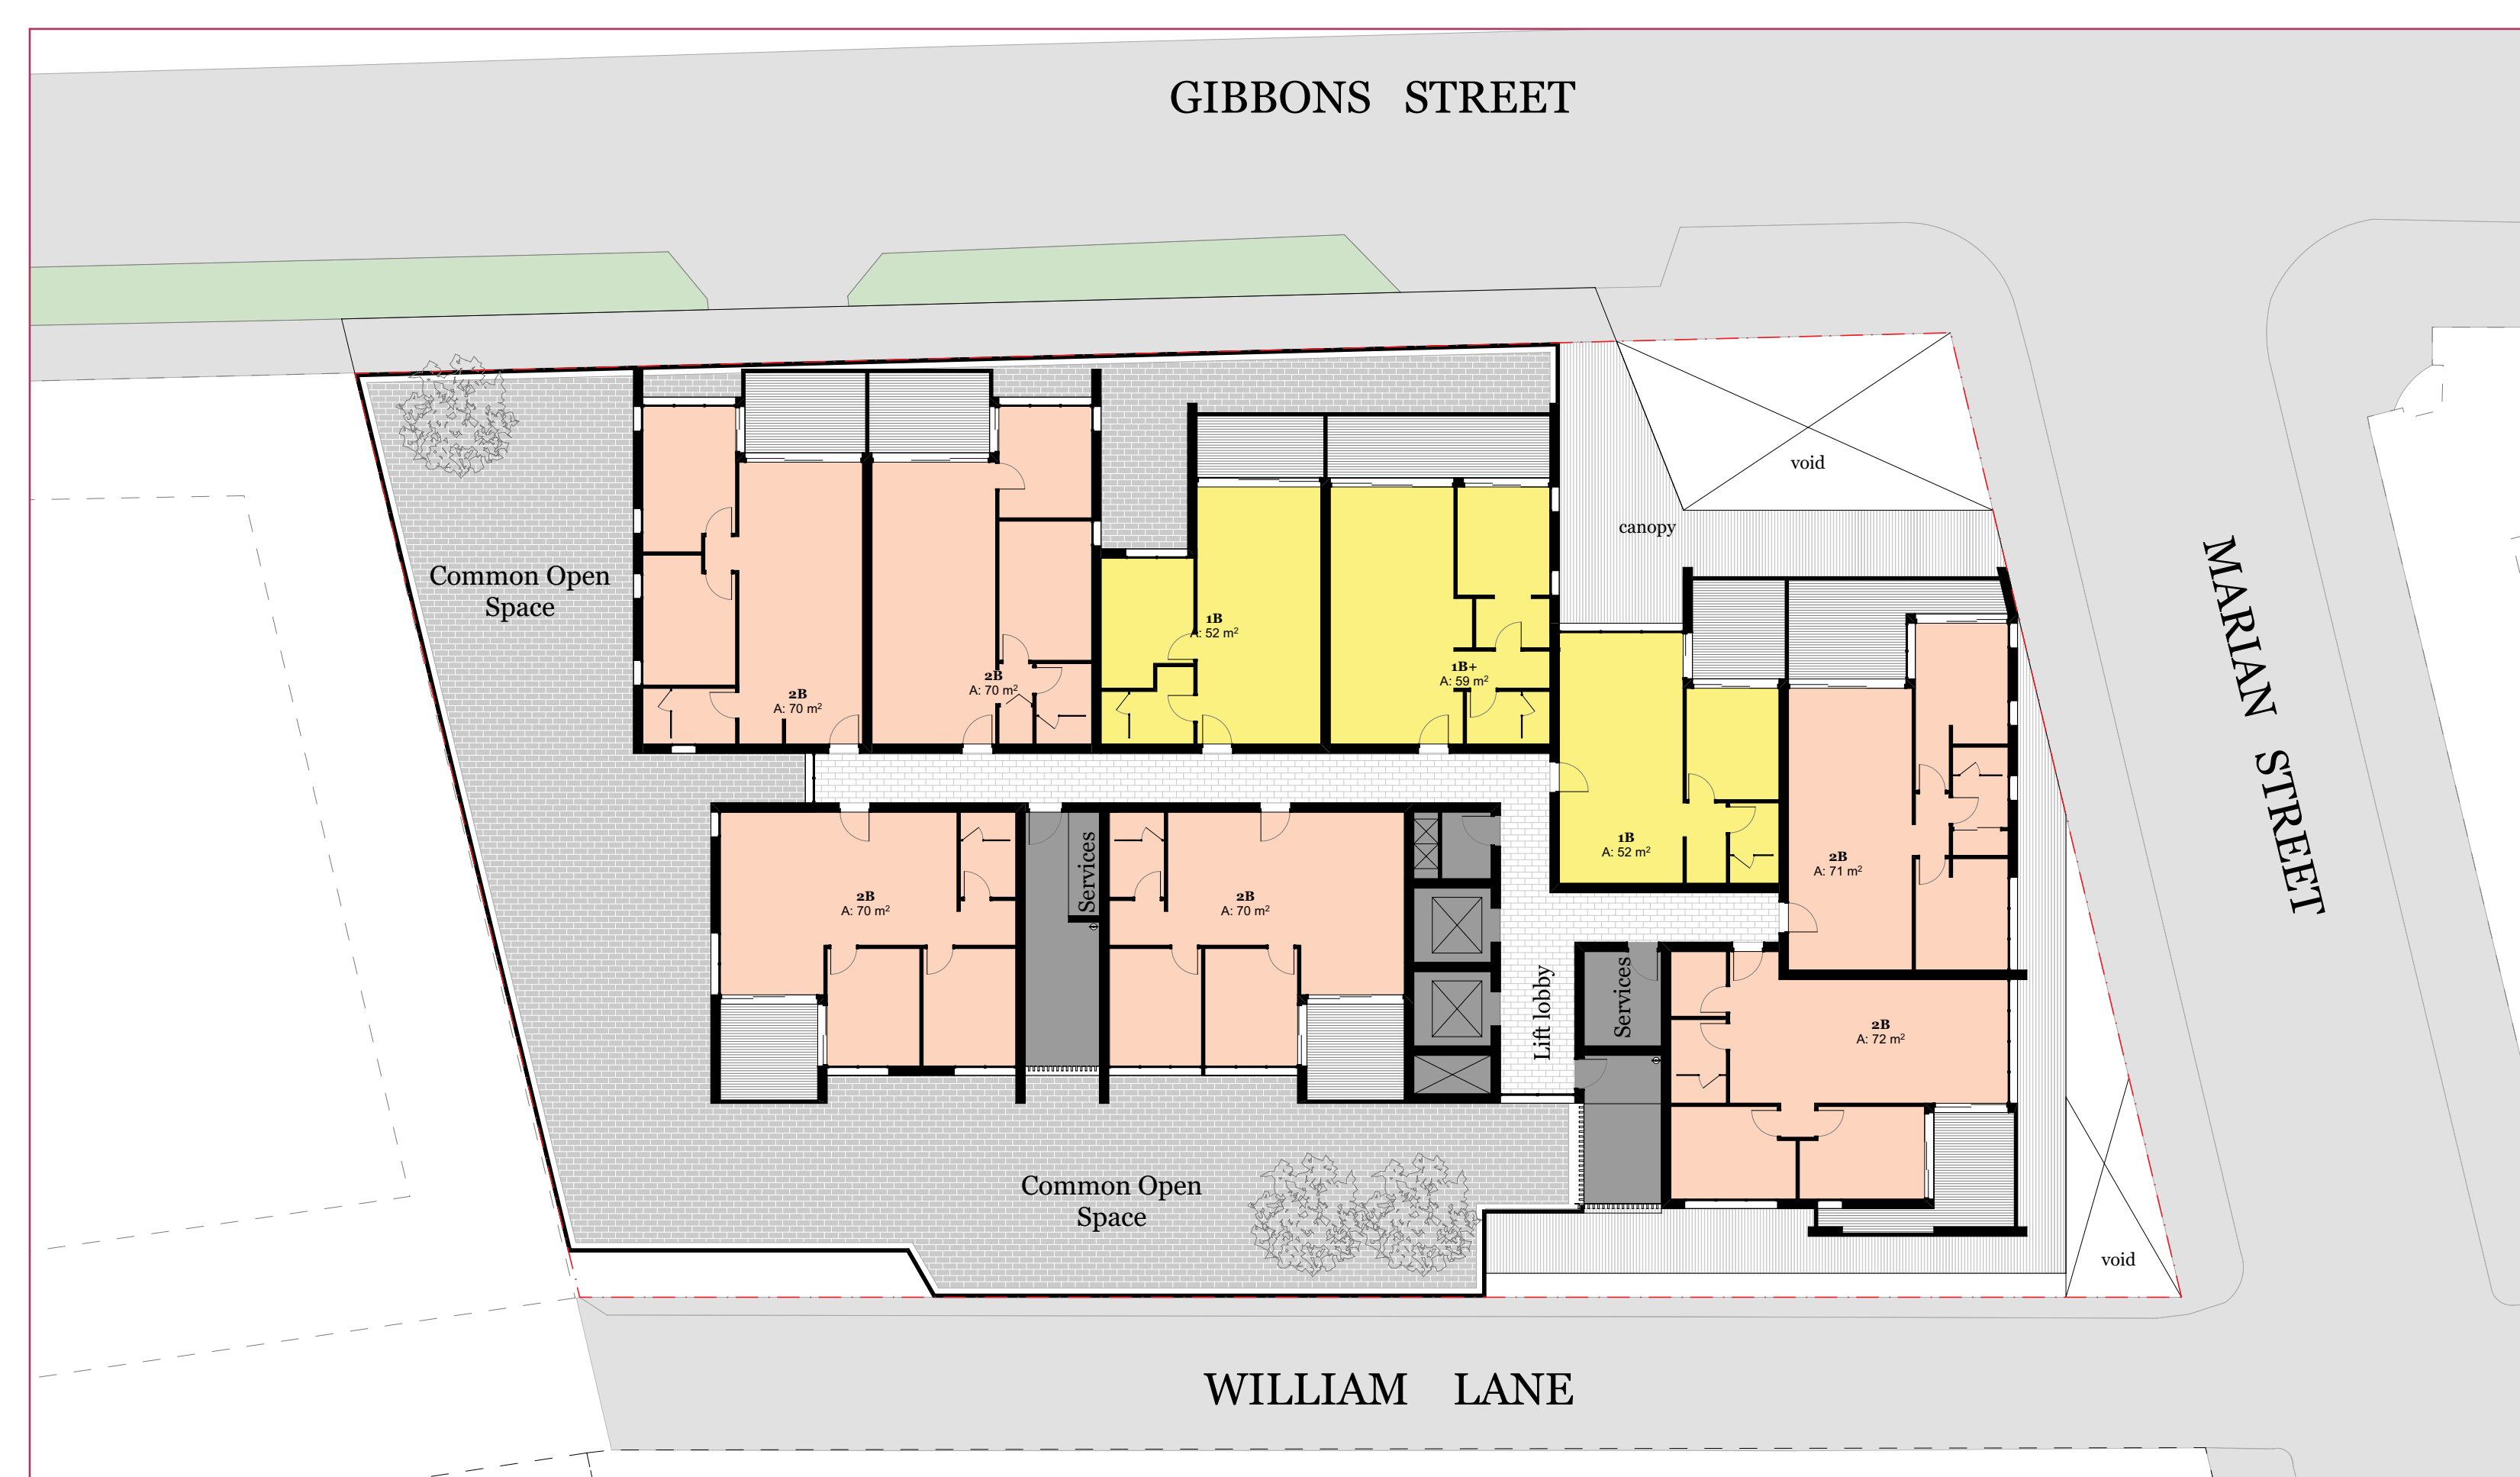 GIBBONS STREET
void
canopy
MARIAN STREET
Common Open
Space
1B
A: 52 m²
1B+
A: 59 m²
2B
A: 70 m²
2B
A: 70 m²
1B
A: 52 m²
2B
A: 71 m²
Services
2B
A: 70 m²
2B
A: 70 m²
Lift lobby
Services
2B
A: 72 m²
Common Open
Space
void
WILLIAM LANE